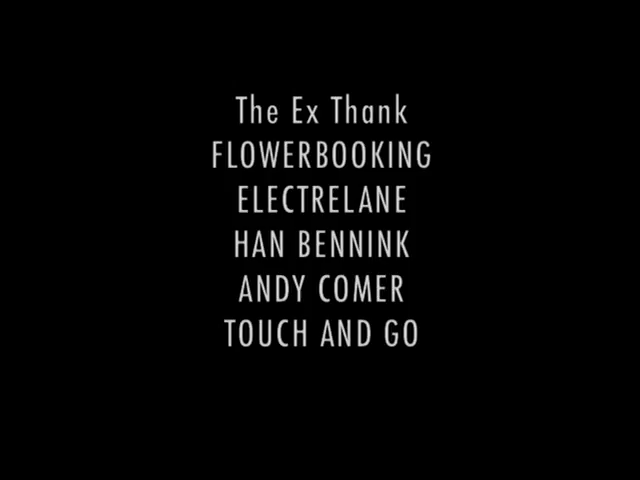 The Ex Thank
FLOWERBOOKING
ELECTRELANE
HAN BENNINK
ANDY COMER
TOUCH AND GO